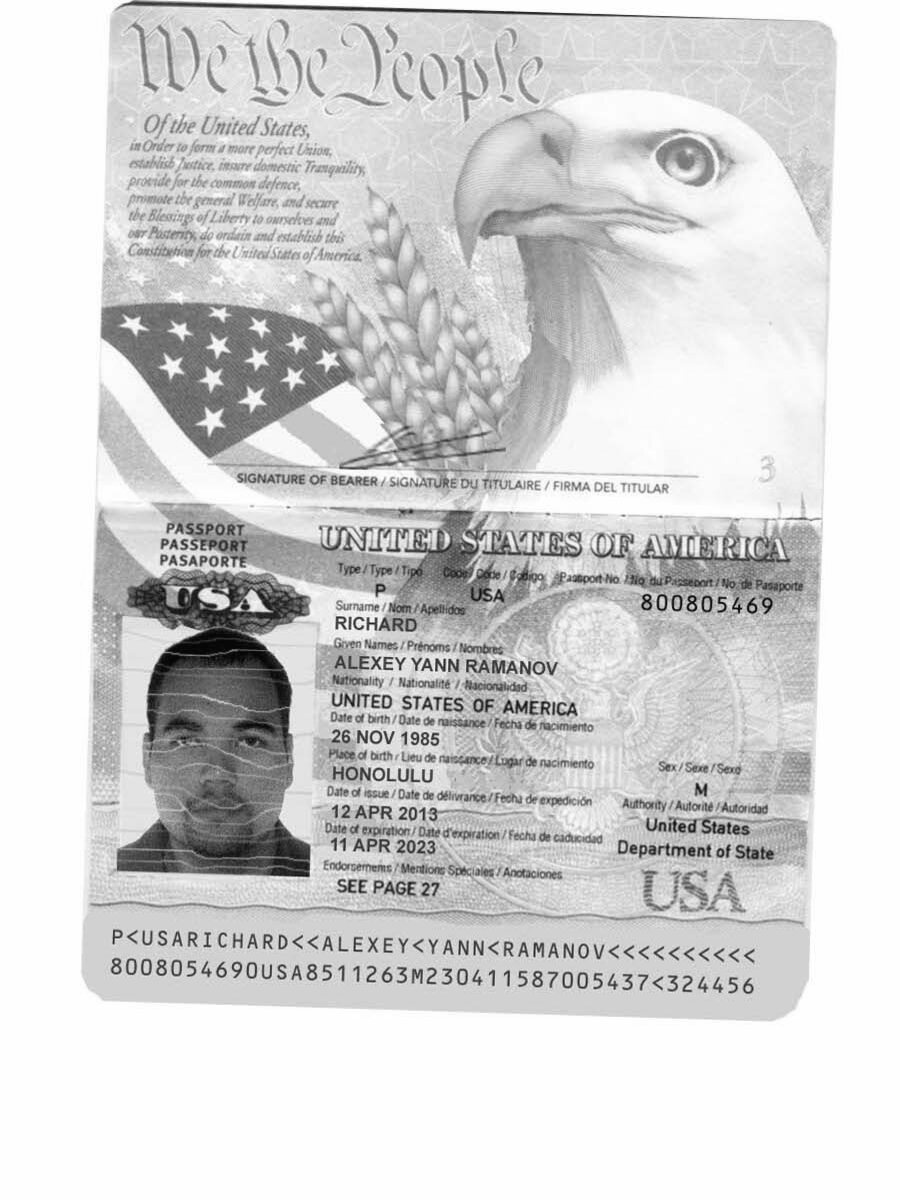 We the People
Of the United States,
in Order to form a more perfect Union,
establish Justice, insure domestic Tranquility,
provide for the common defence,
promote the general Welfare, and secure
the Blessings of Liberty to ourselves and
our Posterity, do ordain and establish this
Constitution for the United States of America.
SIGNATURE OF BEARER / SIGNATURE DU TITULAIRE / FIRMA DEL TITULAR
3
PASSPORT
PASSEPORT
PASAPORTE
USA
UNITED STATES OF AMERICA
Type / Type / Tipo Code / Code / Codigo Passport No. / No. du Passeport / No. de Pasaporte
P USA 800805469
Surname / Nom / Apellidos
RICHARD
Given Names / Prénoms / Nombres
ALEXEY YANN RAMANOV
Nationality / Nationalité / Nacionalidad
UNITED STATES OF AMERICA
Date of birth / Date de naissance / Fecha de nacimiento
26 NOV 1985
Place of birth / Lieu de naissance / Lugar de nacimiento
HONOLULU
Sex / Sexe / Sexo
M
Date of issue / Date de délivrance / Fecha de expedición
12 APR 2013
Authority / Autorité / Autoridad
United States
Department of State
Date of expiration / Date d'expiration / Fecha de caducidad
11 APR 2023
Endorsements / Mentions Spéciales / Anotaciones
SEE PAGE 27
USA
P<USARICHARD<<ALEXEY<YANN<RAMANOV<<<<<<<<<<
8008054690USA8511263M230411587005437<324456